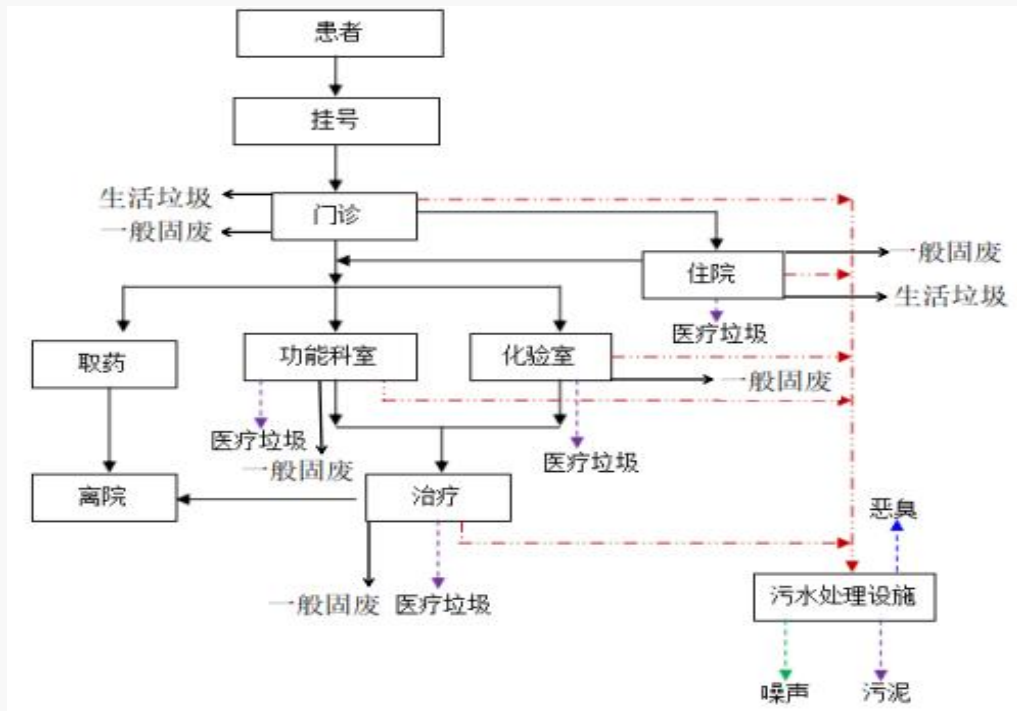 患者
挂号
生活垃圾
门诊
一般固废
住院
一般固废
生活垃圾
医疗垃圾
取药
功能科室
化验室
一般固废
医疗垃圾
一般固废
医疗垃圾
离院
治疗
恶臭
一般固废
医疗垃圾
污水处理设施
噪声
污泥